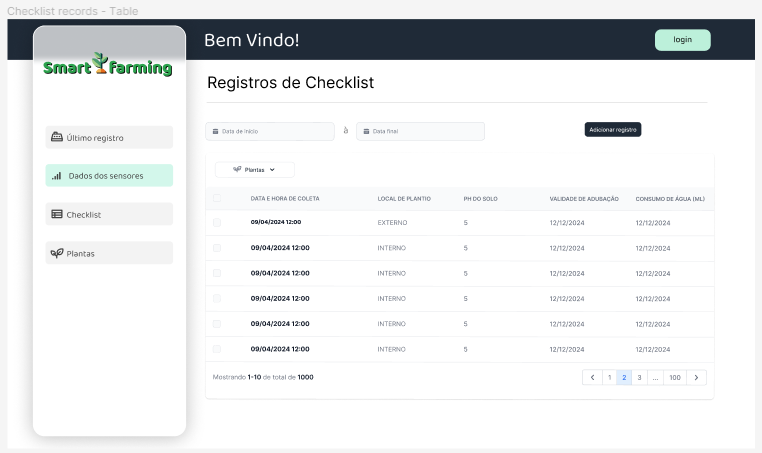 Checklist records - Table
Bem Vindo!
login
Smart Farming
Registros de Checklist
Data de Início
à
Data final
Adicionar registro
Último registro
Dados dos sensores
Checklist
Plantas
Plantas
DATA E HORA DE COLETA LOCAL DE PLANTIO PH DO SOLO VALIDADE DE ADUBAÇÃO CONSUMO DE ÁGUA (ML)
09/04/2024 12:00 EXTERNO 5 12/12/2024 12/12/2024
09/04/2024 12:00 INTERNO 5 12/12/2024 12/12/2024
09/04/2024 12:00 INTERNO 5 12/12/2024 12/12/2024
09/04/2024 12:00 INTERNO 5 12/12/2024 12/12/2024
09/04/2024 12:00 INTERNO 5 12/12/2024 12/12/2024
09/04/2024 12:00 INTERNO 5 12/12/2024 12/12/2024
Mostrando 1-10 de total de 1000
1 2 3 ... 100